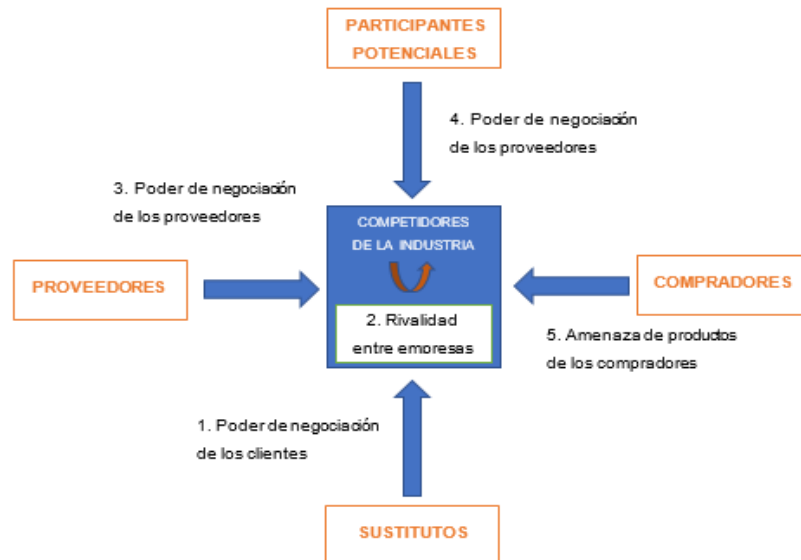 PARTICIPANTES
POTENCIALES
4. Poder de negociación
de los proveedores
3. Poder de negociación
de los proveedores
COMPETIDORES
DE LA INDUSTRIA
PROVEEDORES
COMPRADORES
2. Rivalidad
entre empresas
5. Amenaza de productos
de los compradores
1. Poder de negociación
de los clientes
SUSTITUTOS